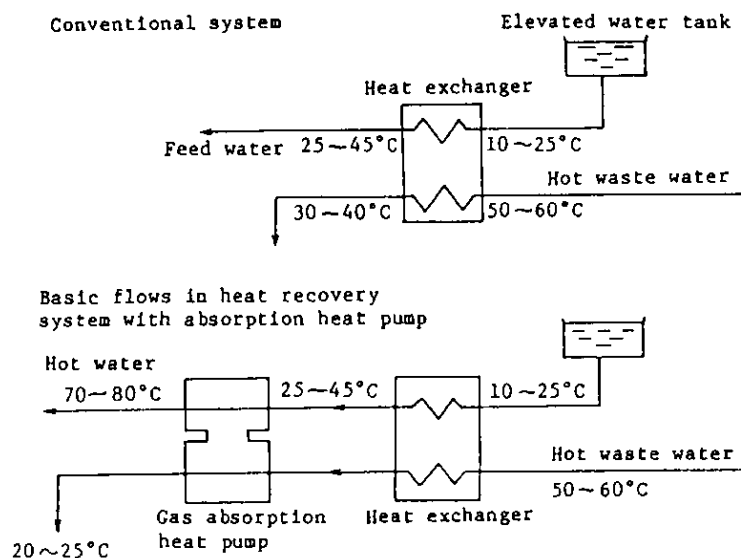 Conventional system
Elevated water tank
Heat exchanger
Feed water
25~45°C
10~25°C
Hot waste water
30~40°C
50~60°C
Basic flows in heat recovery
system with absorption heat pump
Hot water
70~80°C
25~45°C
10~25°C
Hot waste water
50~60°C
Gas absorption
heat pump
Heat exchanger
20~25°C